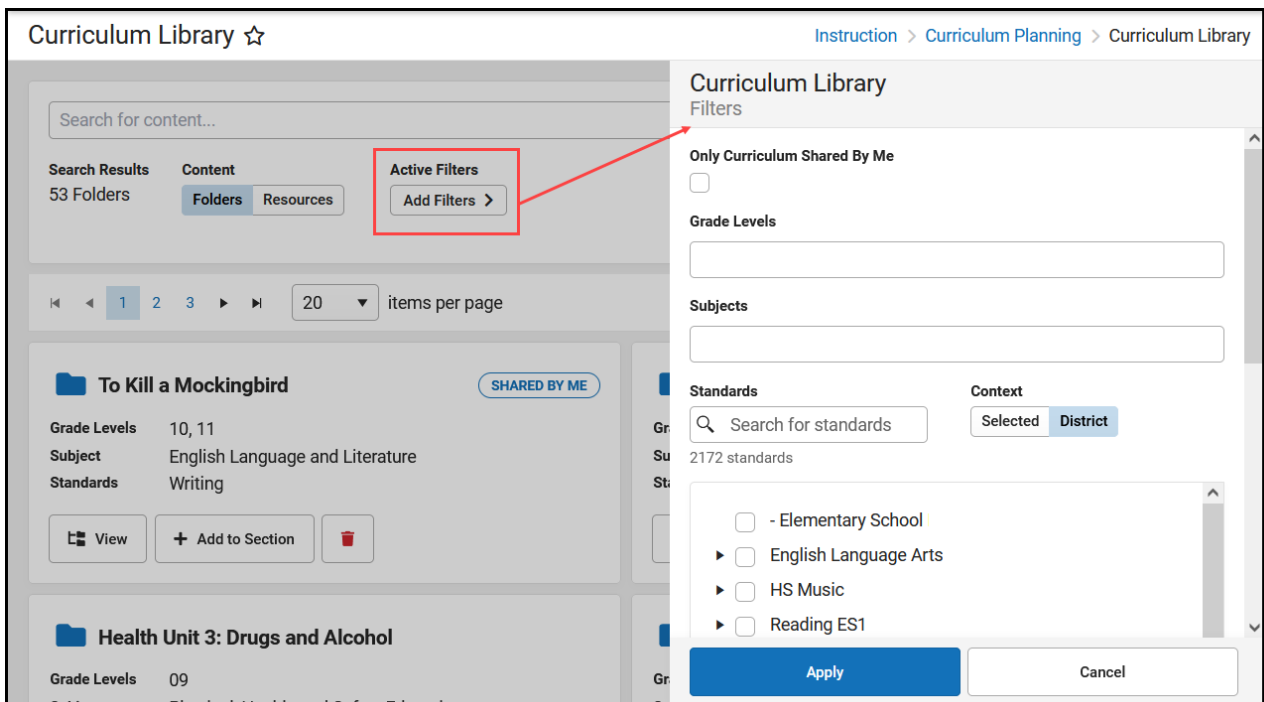 Curriculum Library
Instruction > Curriculum Planning > Curriculum Library
Search for content...
Search Results
53 Folders
Content
Folders Resources
Active Filters
Add Filters >
1 2 3 20 items per page
To Kill a Mockingbird SHARED BY ME
Grade Levels 10, 11
Subject English Language and Literature
Standards Writing
View + Add to Section
Health Unit 3: Drugs and Alcohol
Grade Levels 09
Curriculum Library
Filters
Only Curriculum Shared By Me
Grade Levels
Subjects
Standards Context
Search for standards Selected District
2172 standards
- Elementary School
English Language Arts
HS Music
Reading ES1
Apply Cancel